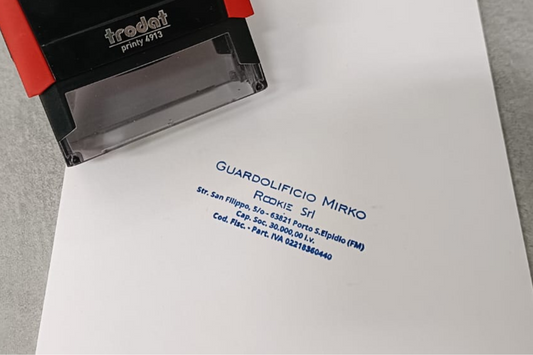 trodat
printy 4913
GUARDOLIFICIO MIRKO
ROOKIE Srl
Str. San Filippo, 5/o - 63821 Porto S.Elpidio (FM)
Cap. Soc. 30.000,00 i.v.
Cod. Fisc. - Part. IVA 02218360440